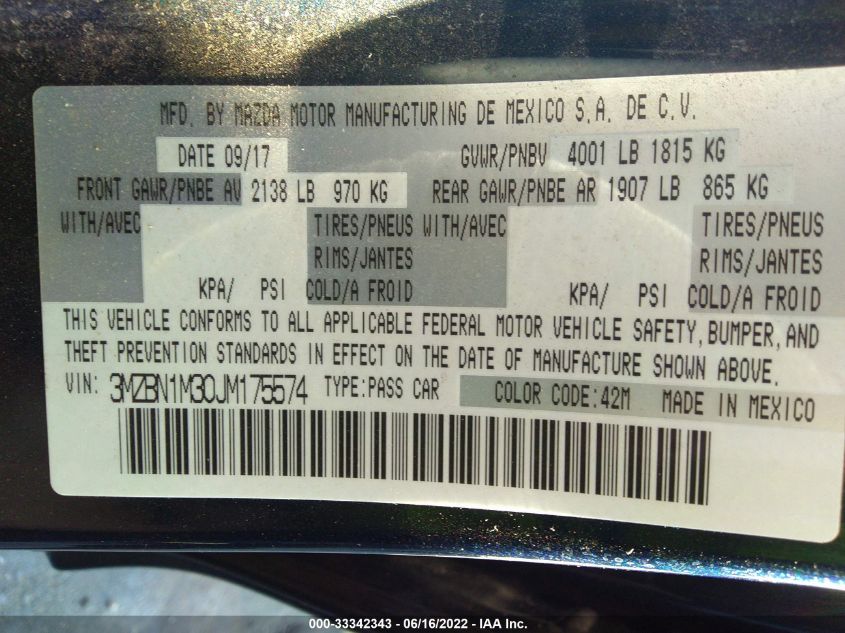 MFD. BY MAZDA MOTOR MANUFACTURING DE MEXICO S.A. DE C.V.
DATE 09/17 GVWR/PNBV 4001 LB 1815 KG
FRONT GAWR/PNBE AV 2138 LB 970 KG REAR GAWR/PNBE AR 1907 LB 865 KG
WITH/AVEC TIRES/PNEUS WITH/AVEC TIRES/PNEUS
RIMS/JANTES RIMS/JANTES
KPA/ PSI COLD/A FROID KPA/ PSI COLD/A FROID
THIS VEHICLE CONFORMS TO ALL APPLICABLE FEDERAL MOTOR VEHICLE SAFETY, BUMPER, AND
THEFT PREVENTION STANDARDS IN EFFECT ON THE DATE OF MANUFACTURE SHOWN ABOVE.
VIN: 3MZBN1M30JM175574 TYPE:PASS CAR COLOR CODE:42M MADE IN MEXICO
000-33342343 - 06/16/2022 - IAA Inc.